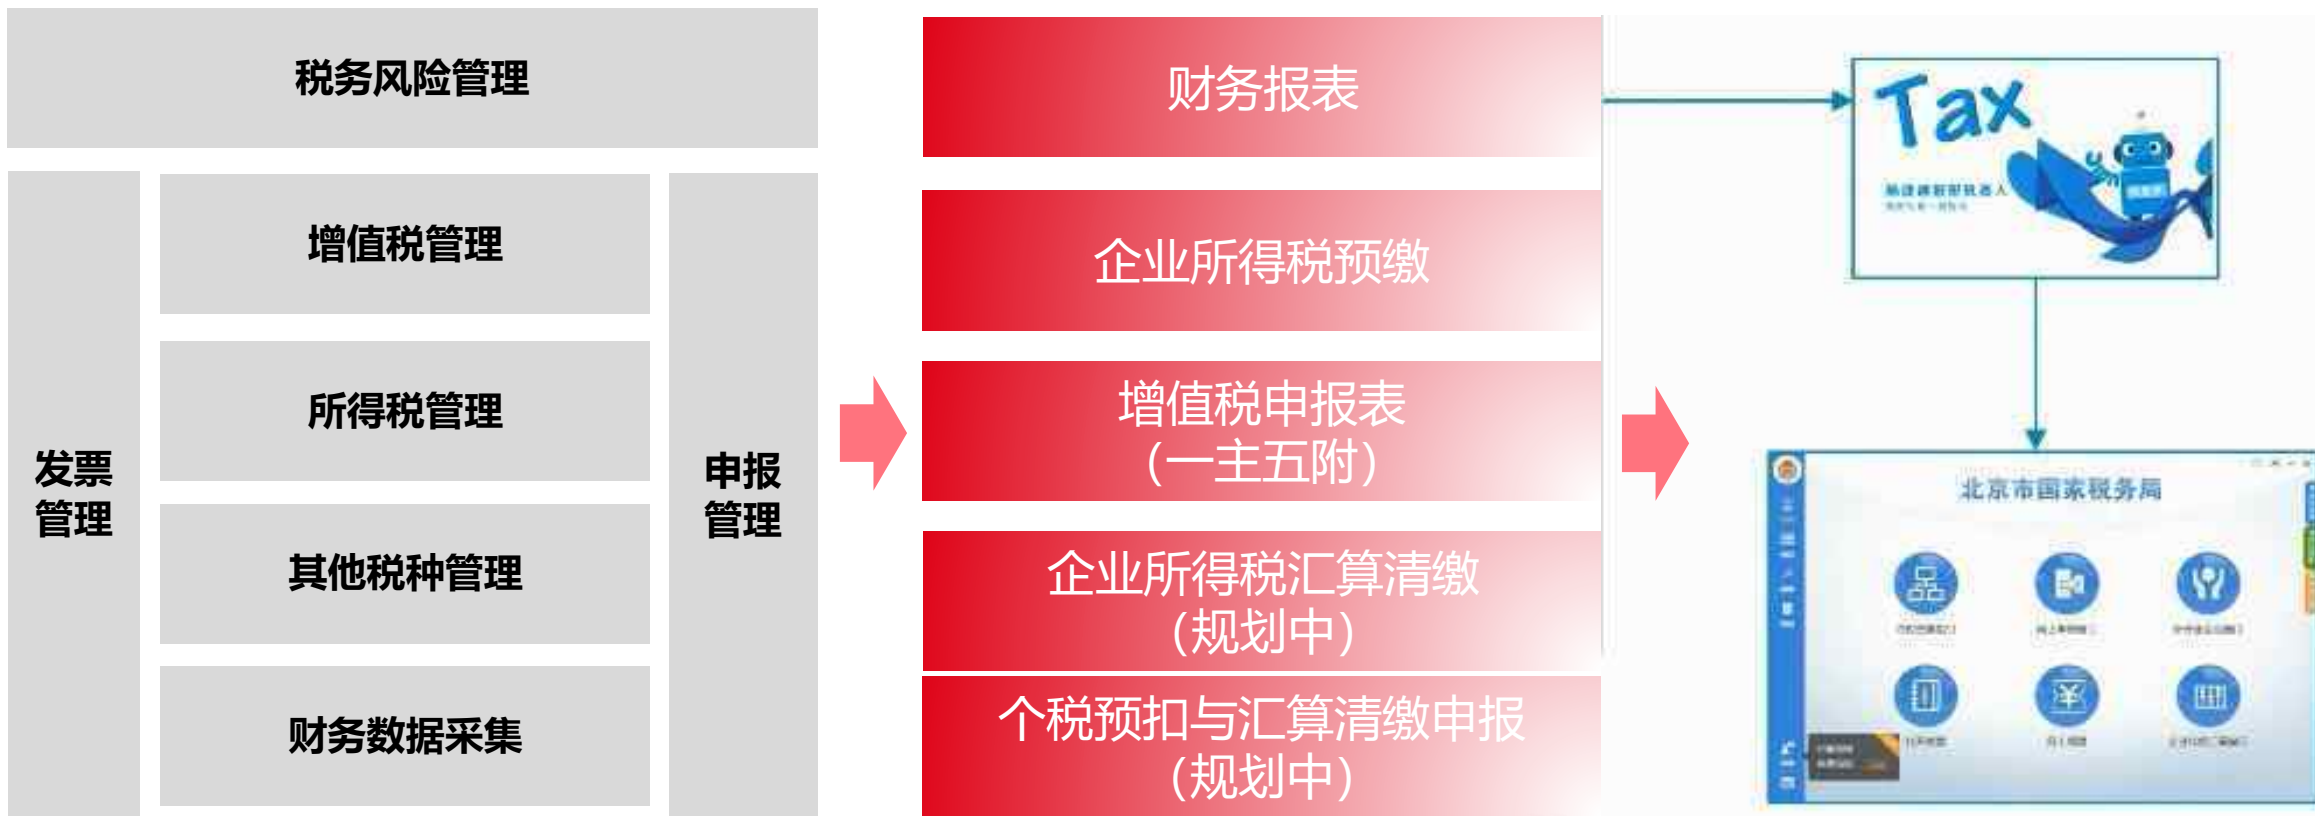 税务风险管理
发票
管理
增值税管理
所得税管理
其他税种管理
财务数据采集
申报
管理
财务报表
企业所得税预缴
增值税申报表
（一主五附）
企业所得税汇算清缴
（规划中）
个税预扣与汇算清缴申报
（规划中）
Tax
北京市国家税务局